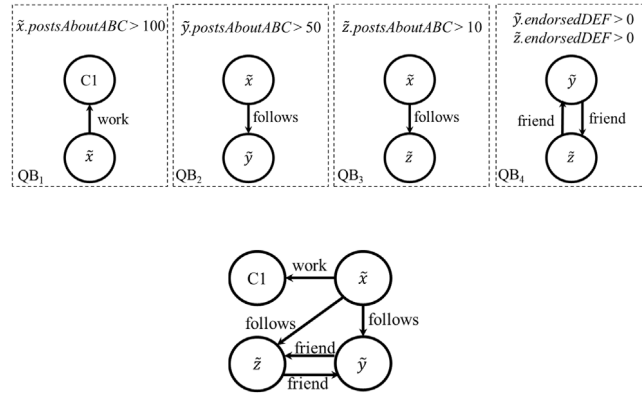 x̃.postsAboutABC > 100
C1
work
x̃
QB₁
ỹ.postsAboutABC > 50
x̃
follows
ỹ
QB₂
z̃.postsAboutABC > 10
x̃
follows
z̃
QB₃
ỹ.endorsedDEF > 0
z̃.endorsedDEF > 0
ỹ
friend
friend
z̃
QB₄
C1
work
x̃
follows
follows
z̃
friend
friend
ỹ